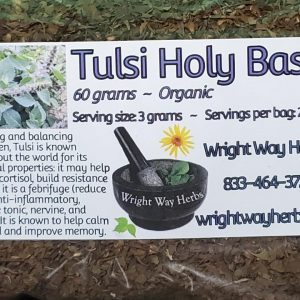 Tulsi Holy Bas
60 grams ~ Organic
Serving size: 3 grams ~ Servings per bag: 2
g and balancing
en, Tulsi is known
out the world for its
al properties: it may help
cortisol, build resistance
it is a febrifuge (reduce
nti-inflammatory,
tonic, nervine, and
It is known to help calm
d and improve memory.
Wright Way Herbs
Wright Way H
833-464-37
wrightwayherb